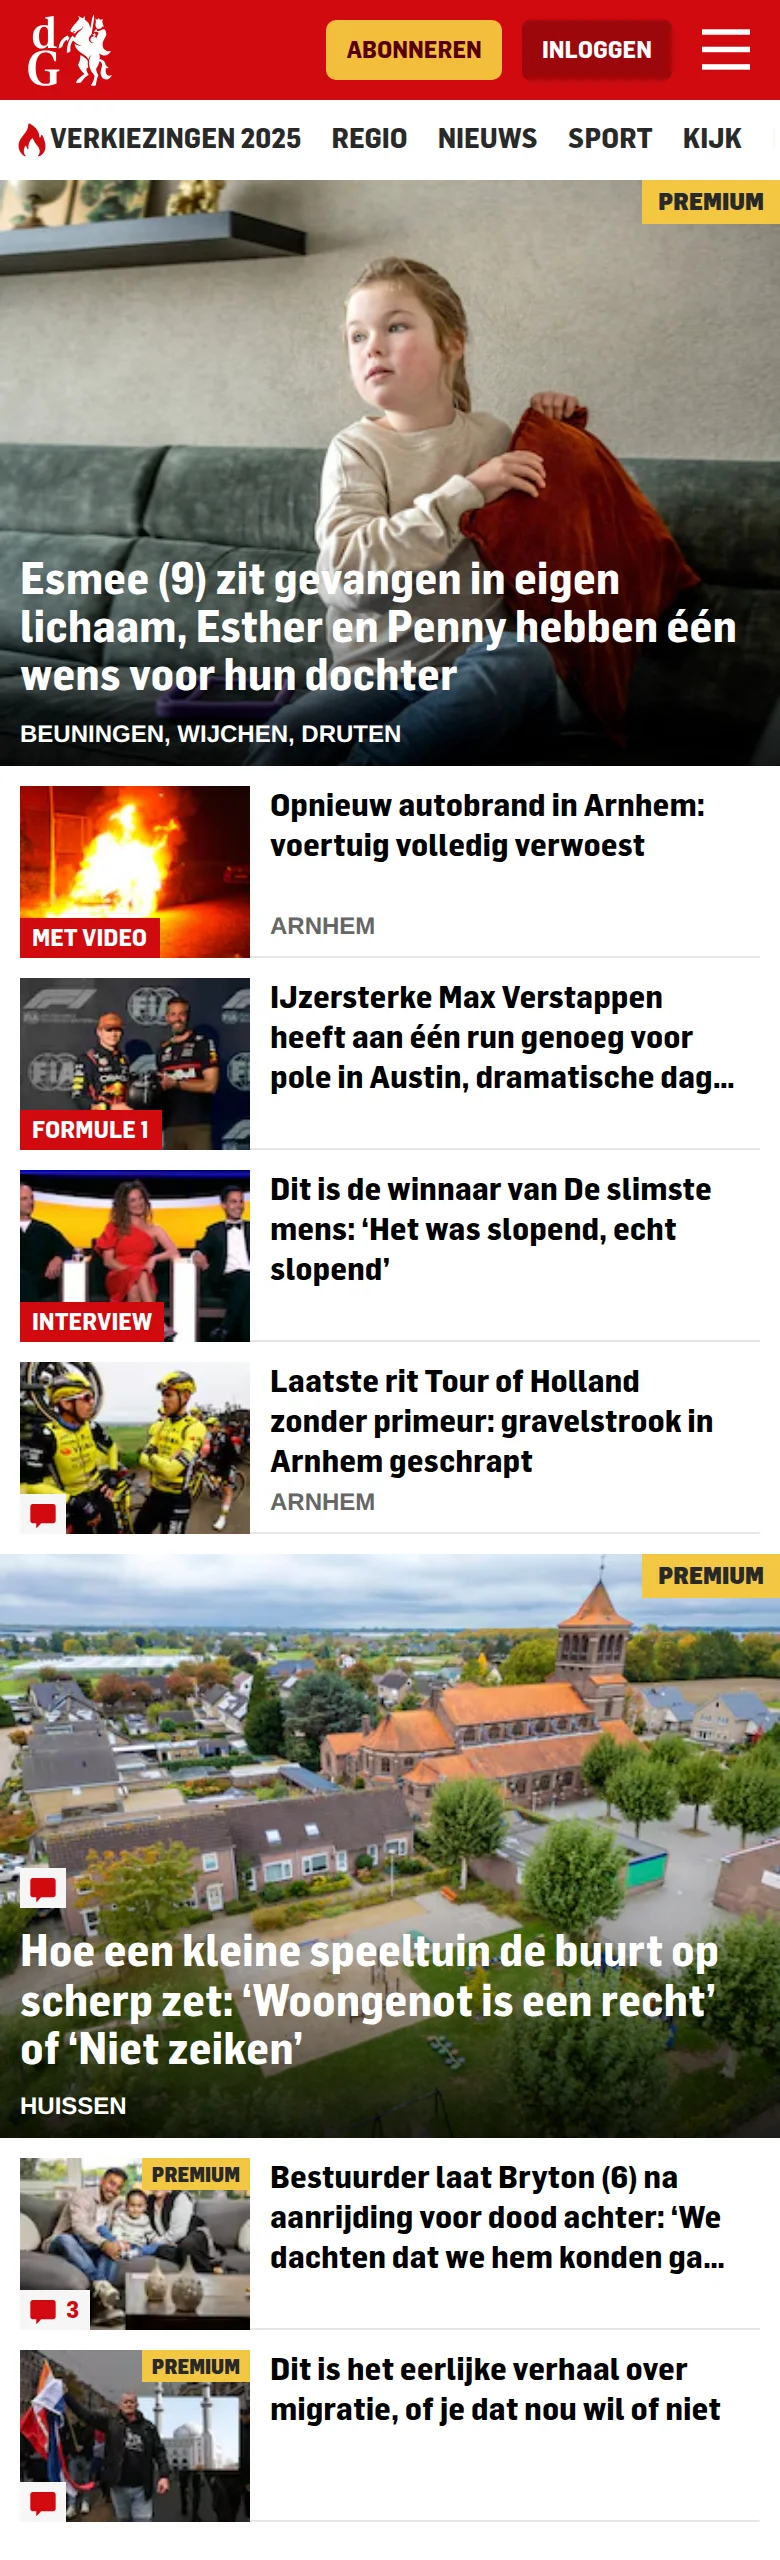 dG
ABONNEREN
INLOGGEN
VERKIEZINGEN 2025 REGIO NIEUWS SPORT KIJK
PREMIUM
Esmee (9) zit gevangen in eigen
lichaam, Esther en Penny hebben één
wens voor hun dochter
BEUNINGEN, WIJCHEN, DRUTEN
MET VIDEO
Opnieuw autobrand in Arnhem:
voertuig volledig verwoest
ARNHEM
FIA
FORMULE 1
IJzersterke Max Verstappen
heeft aan één run genoeg voor
pole in Austin, dramatische dag...
INTERVIEW
Dit is de winnaar van De slimste
mens: ‘Het was slopend, echt
slopend’
Laatste rit Tour of Holland
zonder primeur: gravelstrook in
Arnhem geschrapt
ARNHEM
PREMIUM
Hoe een kleine speeltuin de buurt op
scherp zet: ‘Woongenot is een recht’
of ‘Niet zeiken’
HUISSEN
PREMIUM
3
Bestuurder laat Bryton (6) na
aanrijding voor dood achter: ‘We
dachten dat we hem konden ga...
PREMIUM
Dit is het eerlijke verhaal over
migratie, of je dat nou wil of niet